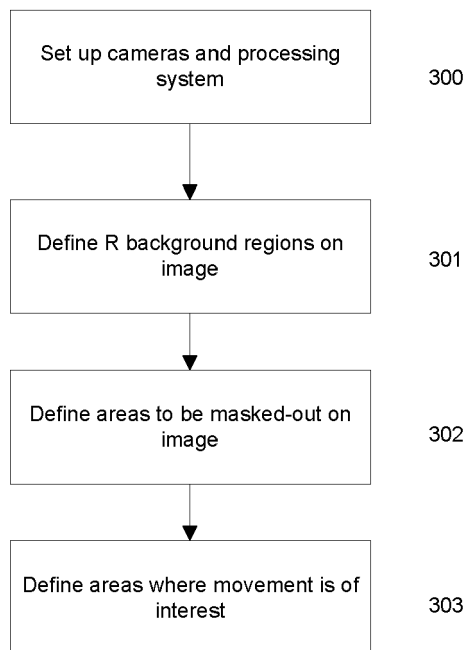 Set up cameras and processing
system
300
Define R background regions on
image
301
Define areas to be masked-out on
image
302
Define areas where movement is of
interest
303